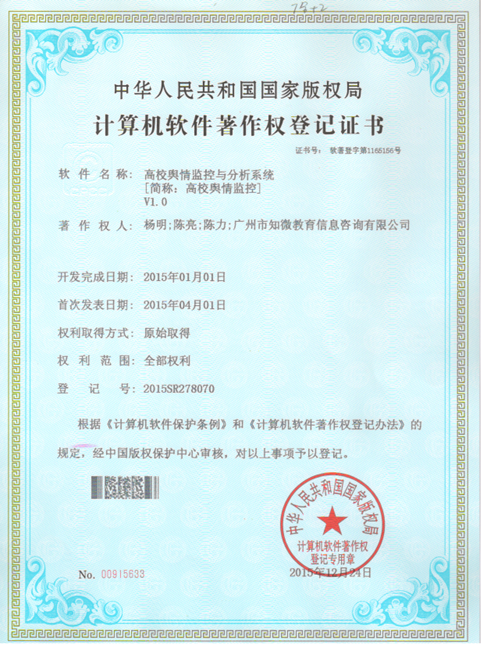 75+2
中华人民共和国国家版权局
计算机软件著作权登记证书
证书号： 软著登字第1165156号
软件名称： 高校舆情监控与分析系统
[简称：高校舆情监控]
V1.0
著作权人： 杨明;陈亮;陈力;广州市知微教育信息咨询有限公司
开发完成日期： 2015年01月01日
首次发表日期： 2015年04月01日
权利取得方式： 原始取得
权利范围： 全部权利
登记号： 2015SR278070
根据《计算机软件保护条例》和《计算机软件著作权登记办法》的
规定，经中国版权保护中心审核，对以上事项予以登记。
中华人民共和国国家版权局
计算机软件著作权
登记专用章
No. 00915633
2015年12月24日